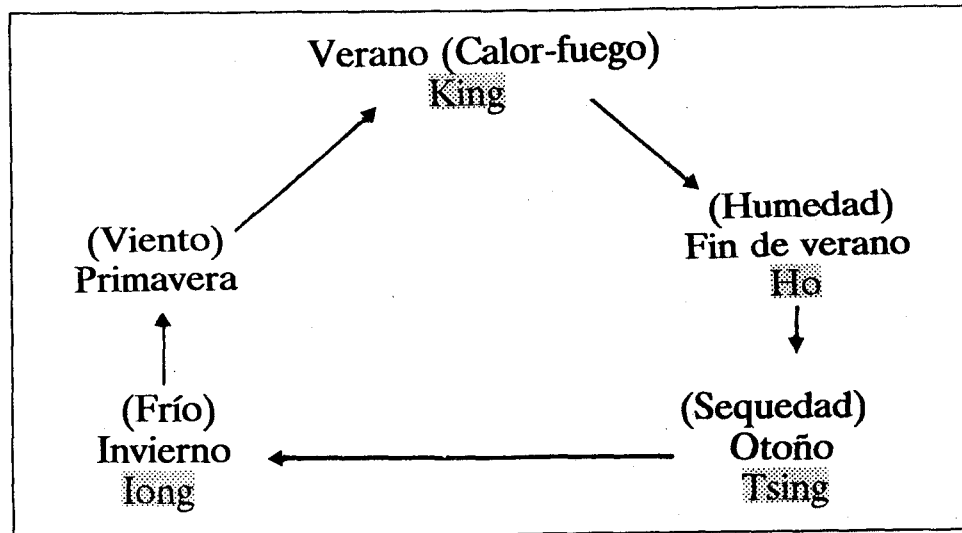 Verano (Calor-fuego)
King
(Humedad)
Fin de verano
Ho
(Viento)
Primavera
(Sequedad)
Otoño
Tsing
(Frío)
Invierno
Iong